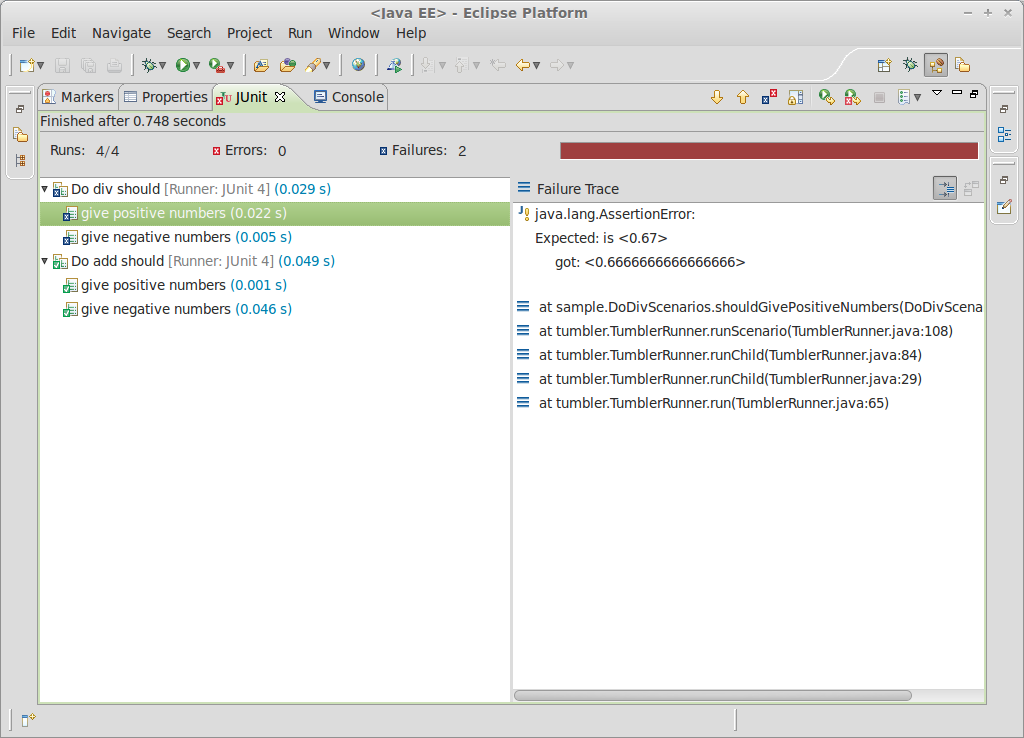 <Java EE> - Eclipse Platform
File Edit Navigate Search Project Run Window Help
Markers Properties JUnit Console
Finished after 0.748 seconds
Runs: 4/4 Errors: 0 Failures: 2
Do div should [Runner: JUnit 4] (0.029 s)
give positive numbers (0.022 s)
give negative numbers (0.005 s)
Do add should [Runner: JUnit 4] (0.049 s)
give positive numbers (0.001 s)
give negative numbers (0.046 s)
Failure Trace
java.lang.AssertionError:
Expected: is <0.67>
got: <0.6666666666666666>
at sample.DoDivScenarios.shouldGivePositiveNumbers(DoDivScena
at tumbler.TumblerRunner.runScenario(TumblerRunner.java:108)
at tumbler.TumblerRunner.runChild(TumblerRunner.java:84)
at tumbler.TumblerRunner.runChild(TumblerRunner.java:29)
at tumbler.TumblerRunner.run(TumblerRunner.java:65)